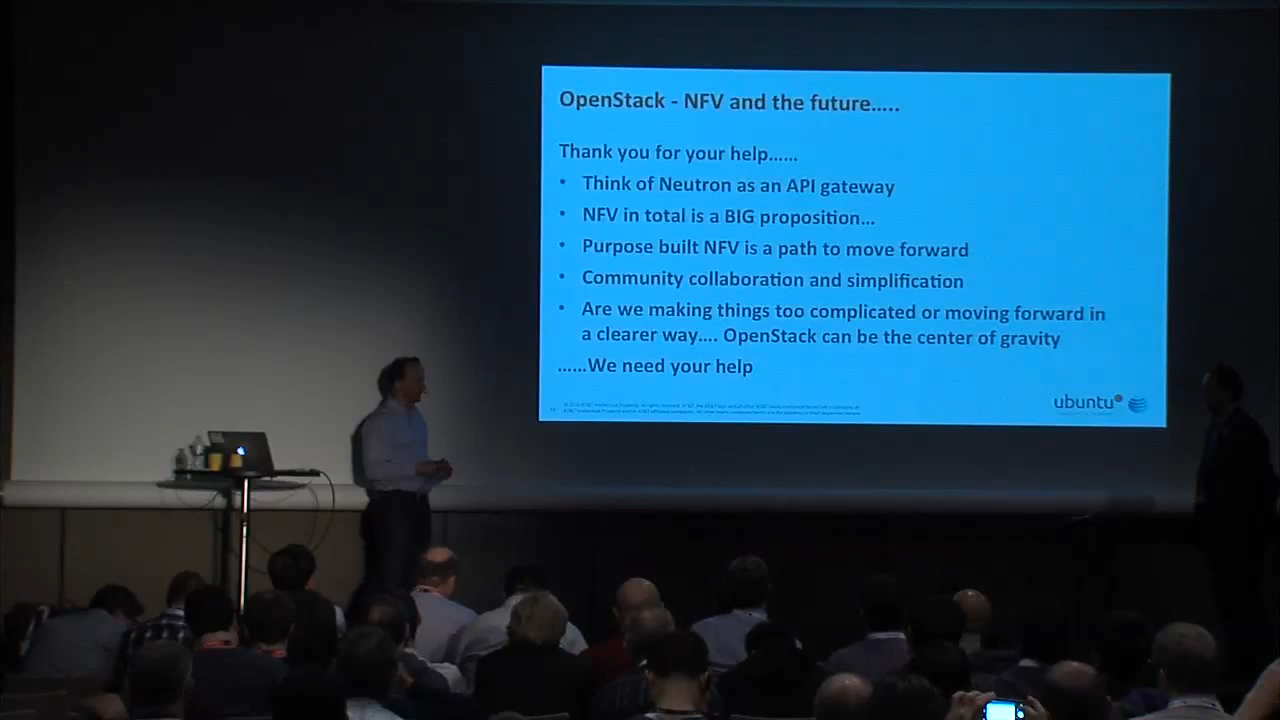 OpenStack - NFV and the future.....
Thank you for your help......
• Think of Neutron as an API gateway
• NFV in total is a BIG proposition...
• Purpose built NFV is a path to move forward
• Community collaboration and simplification
• Are we making things too complicated or moving forward in
a clearer way.... OpenStack can be the center of gravity
......We need your help
ubuntu